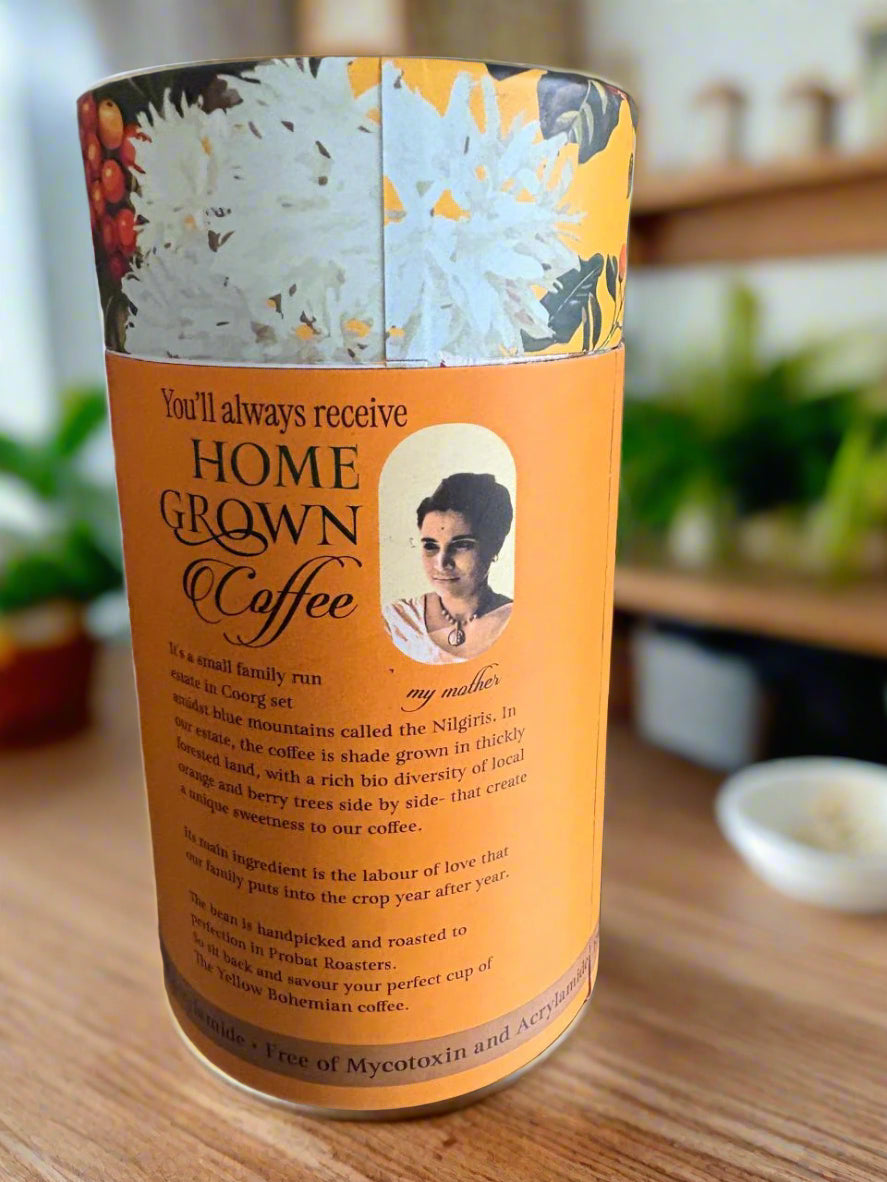 You'll always receive
HOME
GROWN
Coffee
my mother
It's a small family run
estate in Coorg set
amidst blue mountains called the Nilgiris. In
our estate, the coffee is shade grown in thickly
forested land, with a rich bio diversity of local
orange and berry trees side by side- that create
a unique sweetness to our coffee.
its main ingredient is the labour of love that
our family puts into the crop year after year.
The bean is handpicked and roasted to
perfection in Probat Roasters.
So sit back and savour your perfect cup of
The Yellow Bohemian coffee.
• Free of Mycotoxin and Acrylamide